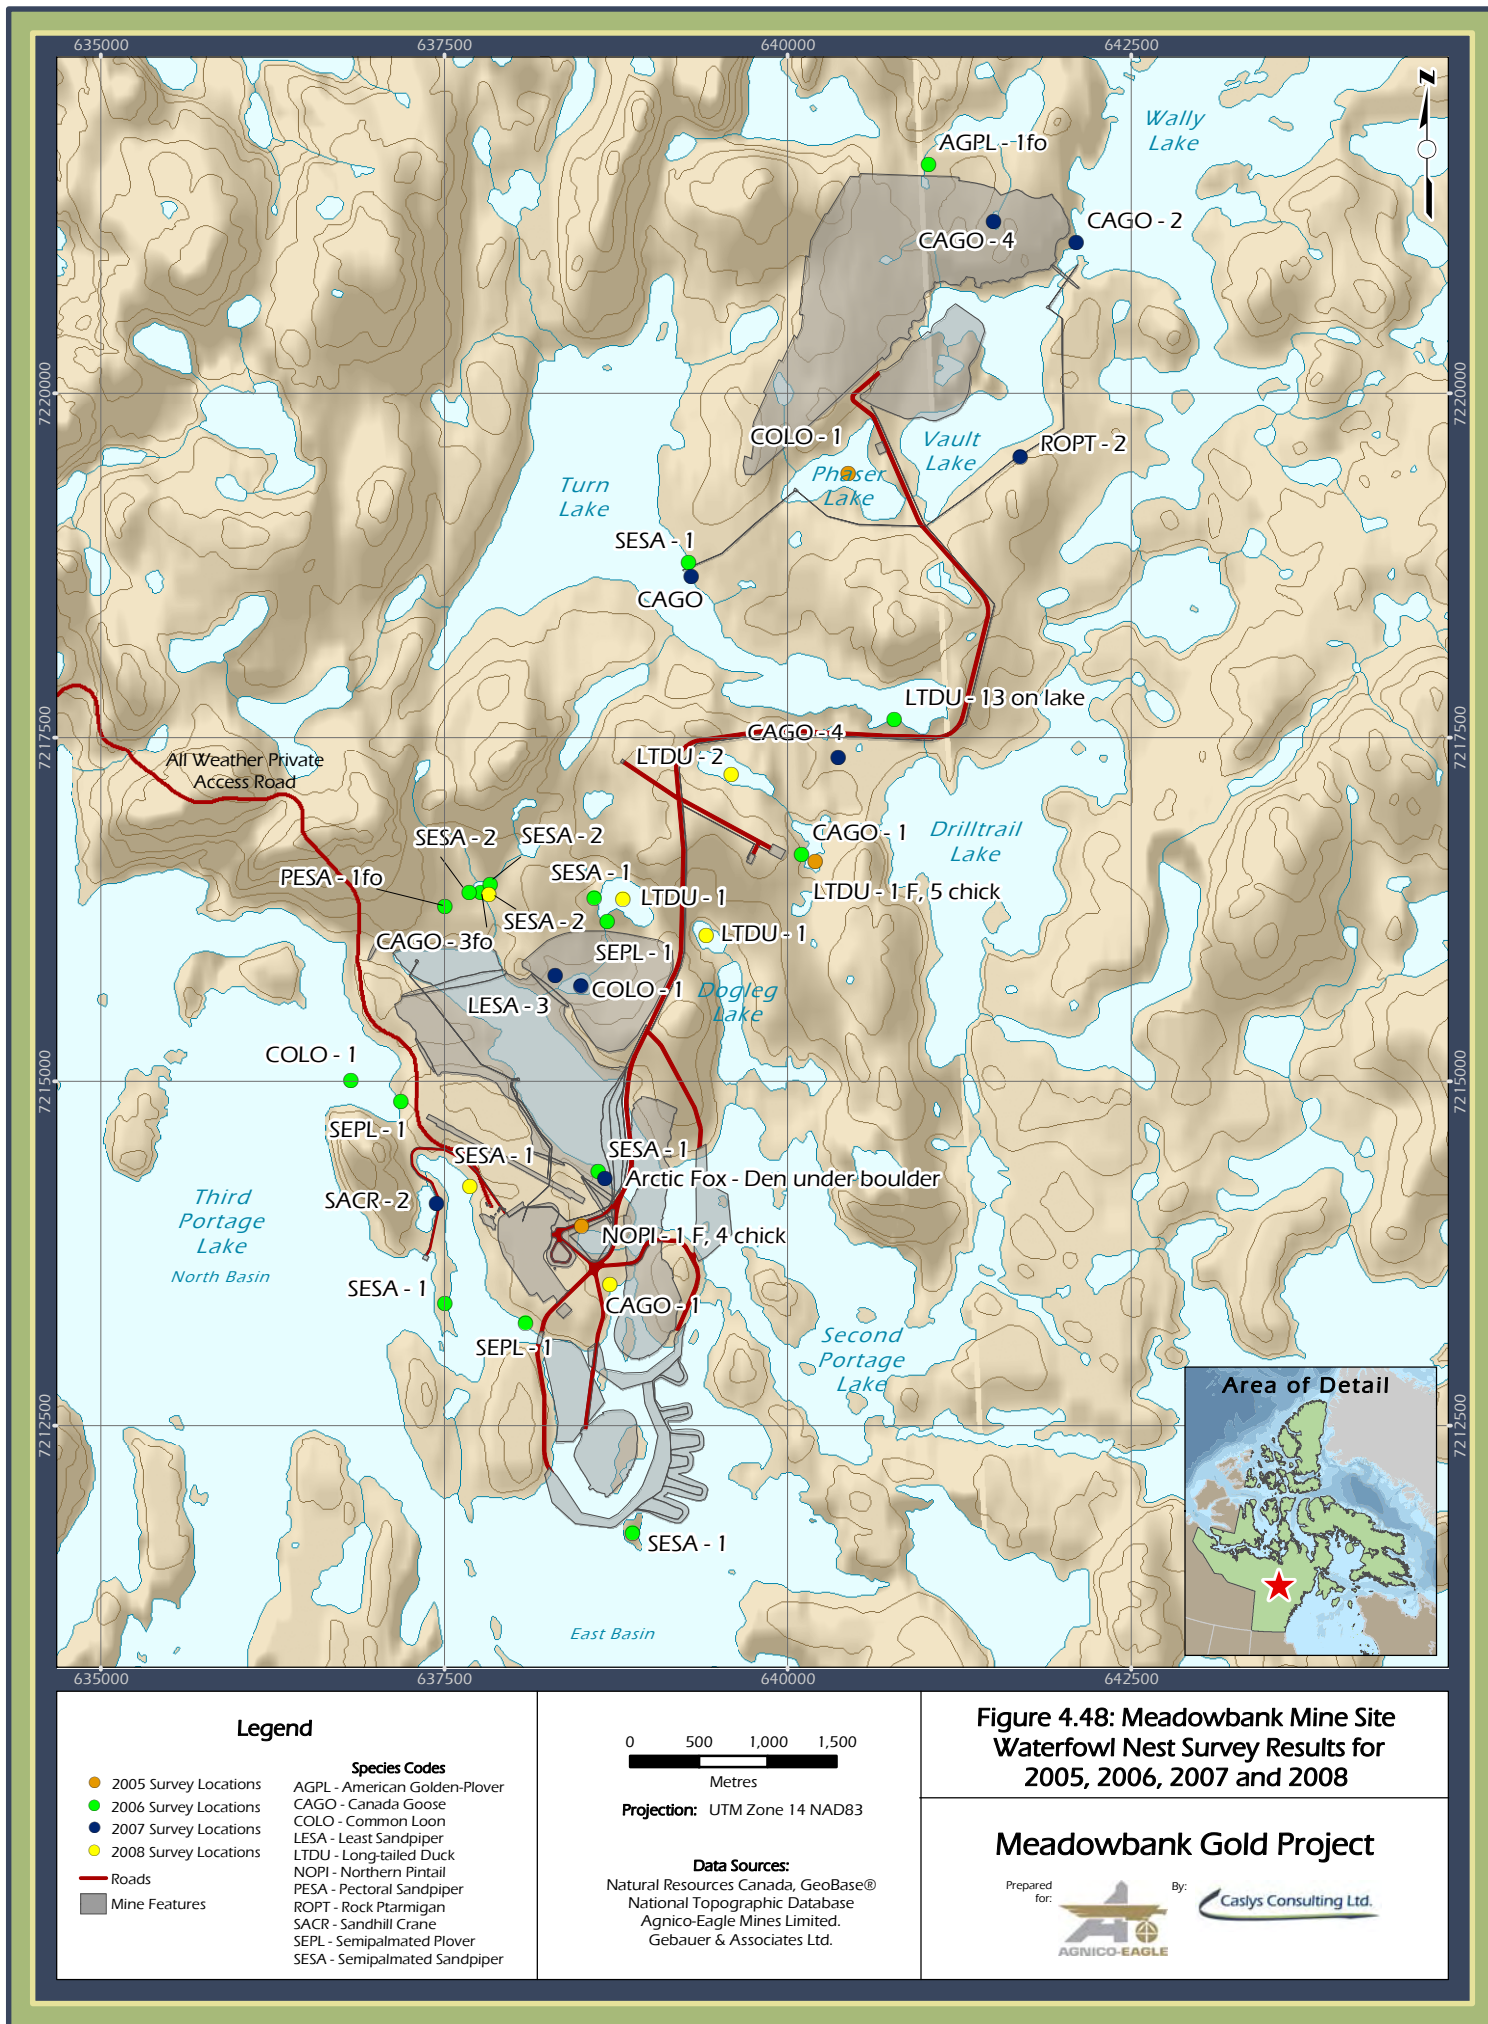 635000
637500
640000
642500
Wally
Lake
z
AGPL - 1fo
CAGO - 4
CAGO - 2
7220000
7220000
COLO - 1
Vault
Lake
ROPT - 2
Phaser
Lake
Turn
Lake
SESA - 1
CAGO
LTDU - 13 on lake
7217500
7217500
CAGO - 4
LTDU - 2
All Weather Private
Access Road
SESA - 2
SESA - 2
CAGO - 1
Drilltrail
Lake
PESA - 1fo
SESA - 1
LTDU - 1
LTDU - 1 F, 5 chick
SESA - 2
CAGO - 3fo
LTDU - 1
SEPL - 1
LESA - 3
COLO - 1
Dogleg
Lake
COLO - 1
7215000
7215000
SEPL - 1
SESA - 1
SESA - 1
Arctic Fox - Den under boulder
SACR - 2
Third
Portage
Lake
North Basin
NOPI - 1 F, 4 chick
SESA - 1
CAGO - 1
SEPL - 1
Second
Portage
Lake
7212500
7212500
Area of Detail
SESA - 1
East Basin
635000
637500
640000
642500
Legend
2005 Survey Locations
2006 Survey Locations
2007 Survey Locations
2008 Survey Locations
Roads
Mine Features
Species Codes
AGPL - American Golden-Plover
CAGO - Canada Goose
COLO - Common Loon
LESA - Least Sandpiper
LTDU - Long-tailed Duck
NOPI - Northern Pintail
PESA - Pectoral Sandpiper
ROPT - Rock Ptarmigan
SACR - Sandhill Crane
SEPL - Semipalmated Plover
SESA - Semipalmated Sandpiper
0 500 1,000 1,500
Metres
Projection: UTM Zone 14 NAD83
Data Sources:
Natural Resources Canada, GeoBase®
National Topographic Database
Agnico-Eagle Mines Limited.
Gebauer & Associates Ltd.
Figure 4.48: Meadowbank Mine Site
Waterfowl Nest Survey Results for
2005, 2006, 2007 and 2008
Meadowbank Gold Project
Prepared
for:
AGNICO-EAGLE
By:
Caslys Consulting Ltd.